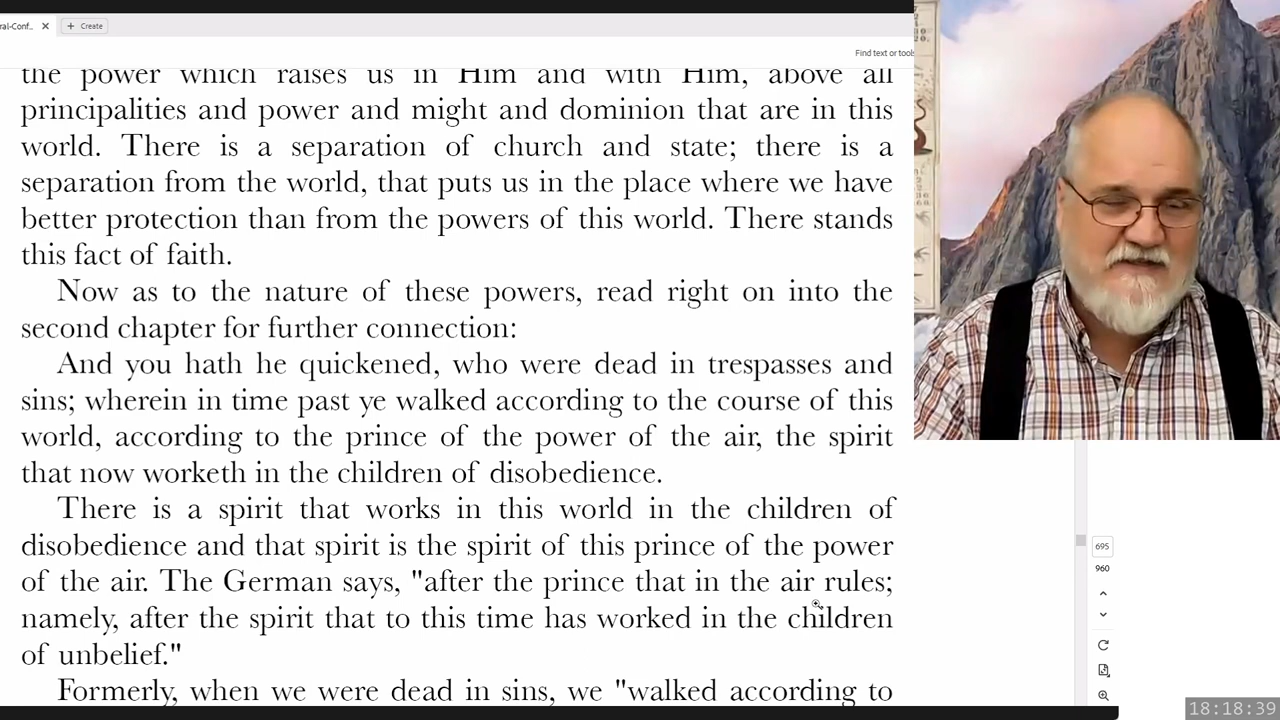 ral-Conf..
Create
Find text or tools
the power which raises us in Him and with Him, above all
principalities and power and might and dominion that are in this
world. There is a separation of church and state; there is a
separation from the world, that puts us in the place where we have
better protection than from the powers of this world. There stands
this fact of faith.
Now as to the nature of these powers, read right on into the
second chapter for further connection:
And you hath he quickened, who were dead in trespasses and
sins; wherein in time past ye walked according to the course of this
world, according to the prince of the power of the air, the spirit
that now worketh in the children of disobedience.
There is a spirit that works in this world in the children of
disobedience and that spirit is the spirit of this prince of the power
of the air. The German says, "after the prince that in the air rules;
namely, after the spirit that to this time has worked in the children
of unbelief."
Formerly, when we were dead in sins, we "walked according to
695
960
18:18:39